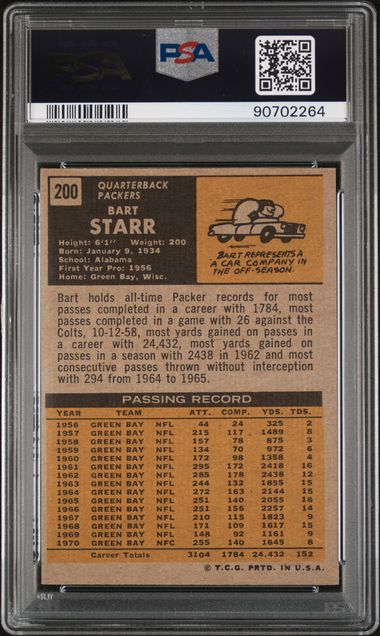 PSA
PSA
90702264
200
QUARTERBACK
PACKERS
BART
STARR
Height: 6'1" Weight: 200
Born: January 9, 1934
School: Alabama
First Year Pro: 1956
Home: Green Bay, Wisc.
BART REPRESENTS
A CAR COMPANY IN
THE OFF-SEASON.
Bart holds all-time Packer records for most
passes completed in a career with 1784, most
passes completed in a game with 26 against the
Colts, 10-12-58, most yards gained on passes in
a career with 24,432, most yards gained on
passes in a season with 2438 in 1962 and most
consecutive passes thrown without interception
with 294 from 1964 to 1965.
PASSING RECORD
YEAR TEAM ATT. COMP. YDS. TDS.
1956 GREEN BAY NFL 44 24 325 2
1957 GREEN BAY NFL 215 117 1489 8
1958 GREEN BAY NFL 157 78 875 3
1959 GREEN BAY NFL 134 70 972 6
1960 GREEN BAY NFL 172 98 1358 4
1961 GREEN BAY NFL 295 172 2418 16
1962 GREEN BAY NFL 285 178 2438 12
1963 GREEN BAY NFL 244 132 1855 15
1964 GREEN BAY NFL 272 163 2144 15
1965 GREEN BAY NFL 251 140 2055 16
1966 GREEN BAY NFL 251 156 2257 14
1967 GREEN BAY NFL 210 115 1823 9
1968 GREEN BAY NFL 171 109 1617 15
1969 GREEN BAY NFL 148 92 1161 9
1970 GREEN BAY NFC 255 140 1645 8
Career Totals 3104 1784 24,432 152
© T.C.G. PRTD. IN U.S.A.